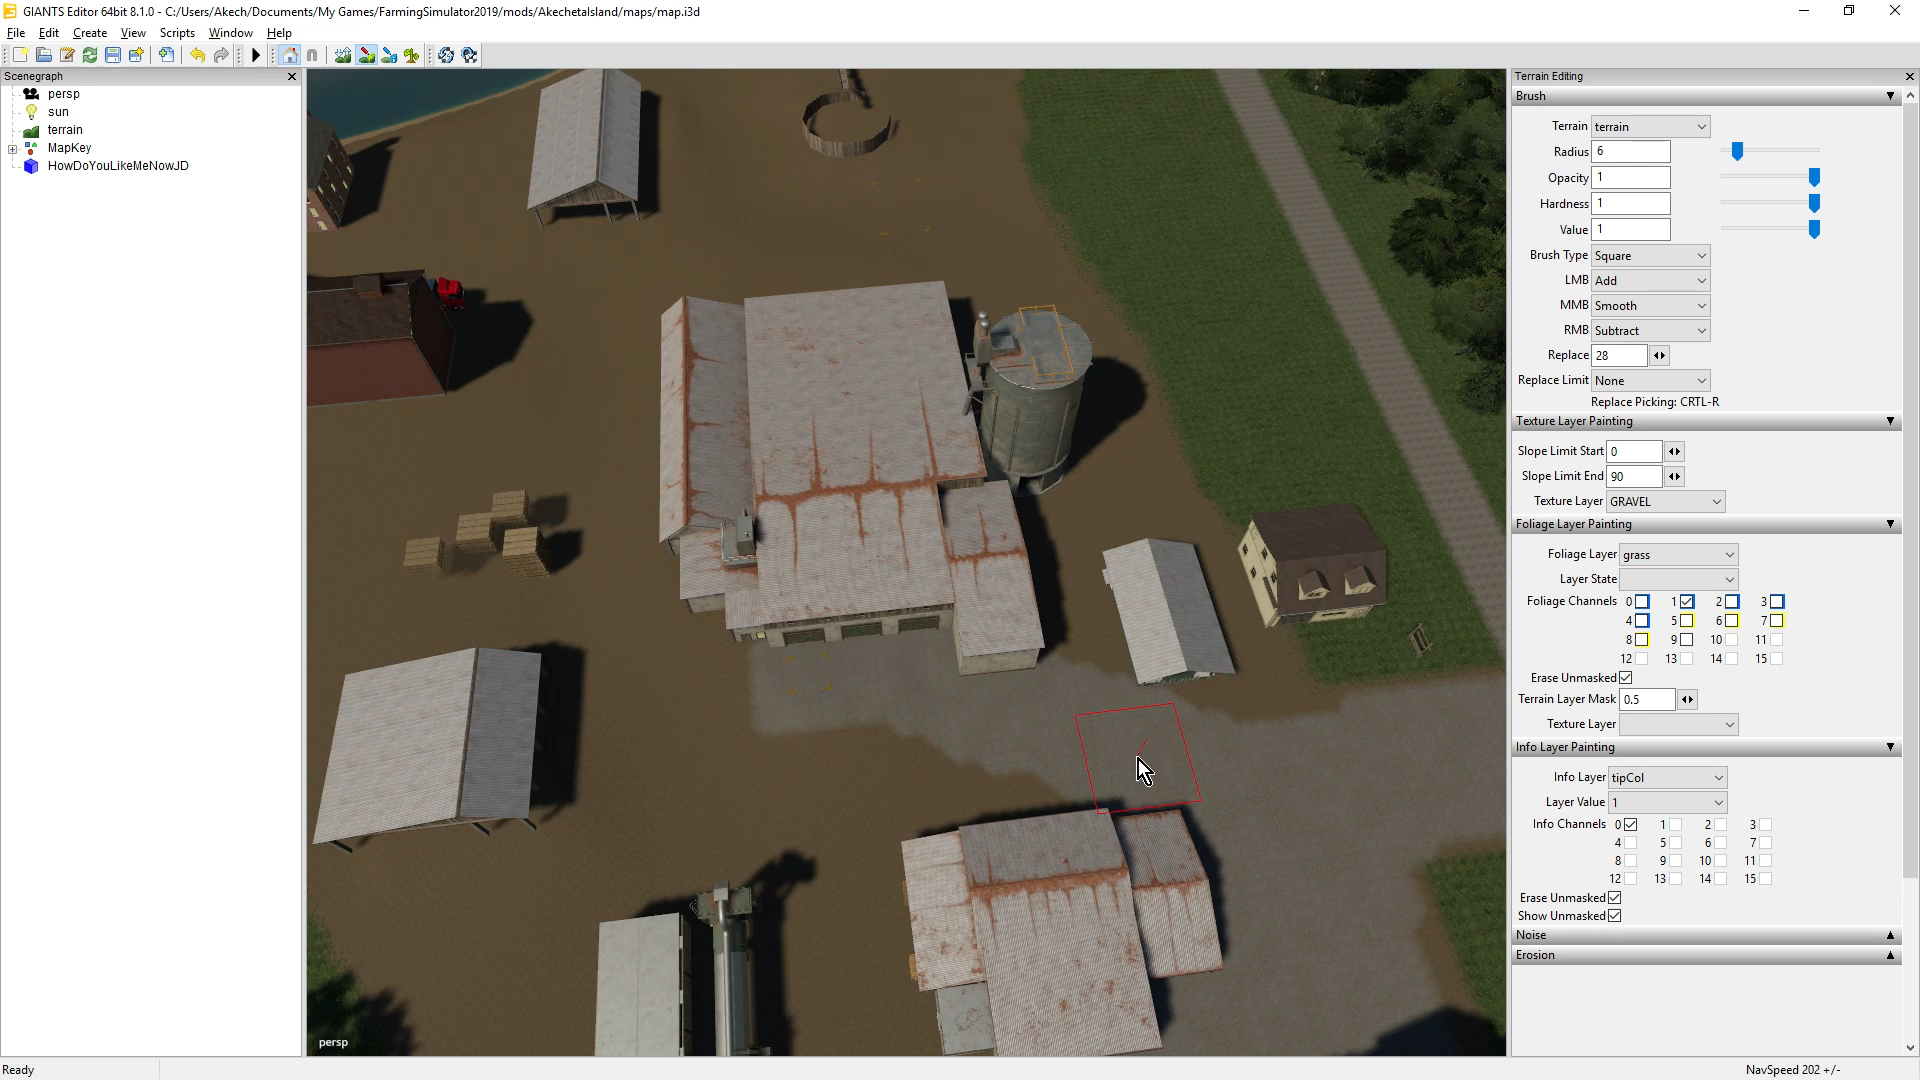 GIANTS Editor 64bit 8.1.0 - C:/Users/Akech/Documents/My Games/FarmingSimulator2019/mods/AkechetaIsland/maps/map.i3d
File Edit Create View Scripts Window Help
Scenegraph
persp
sun
terrain
MapKey
HowDoYouLikeMeNowJD
persp
Terrain Editing
Brush
Terrain terrain
Radius 6
Opacity 1
Hardness 1
Value 1
Brush Type Square
LMB Add
MMB Smooth
RMB Subtract
Replace 28
Replace Limit None
Replace Picking: CRTL-R
Texture Layer Painting
Slope Limit Start 0
Slope Limit End 90
Texture Layer GRAVEL
Foliage Layer Painting
Foliage Layer grass
Layer State
Foliage Channels 0 1 2 3
4 5 6 7
8 9 10 11
12 13 14 15
Erase Unmasked
Terrain Layer Mask 0.5
Texture Layer
Info Layer Painting
Info Layer tipCol
Layer Value 1
Info Channels 0 1 2 3
4 5 6 7
8 9 10 11
12 13 14 15
Erase Unmasked
Show Unmasked
Noise
Erosion
Ready
NavSpeed 202 +/-